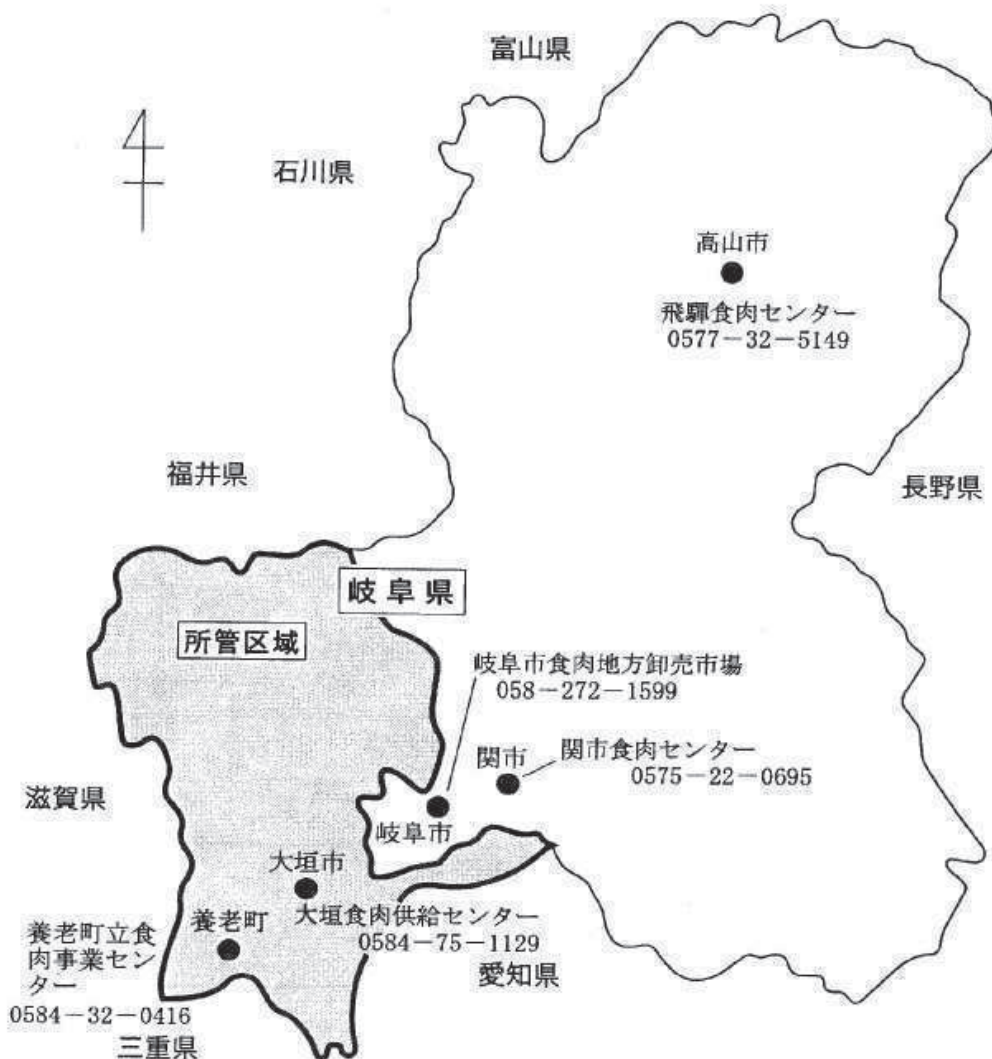 富山県
石川県
高山市
飛驒食肉センター
0577－32－5149
福井県
長野県
岐阜県
所管区域
岐阜市食肉地方卸売市場
058－272－1599
関市
関市食肉センター
0575－22－0695
滋賀県
岐阜市
大垣市
大垣食肉供給センター
0584－75－1129
養老町
養老町立食
肉事業セン
ター
0584－32－0416
愛知県
三重県